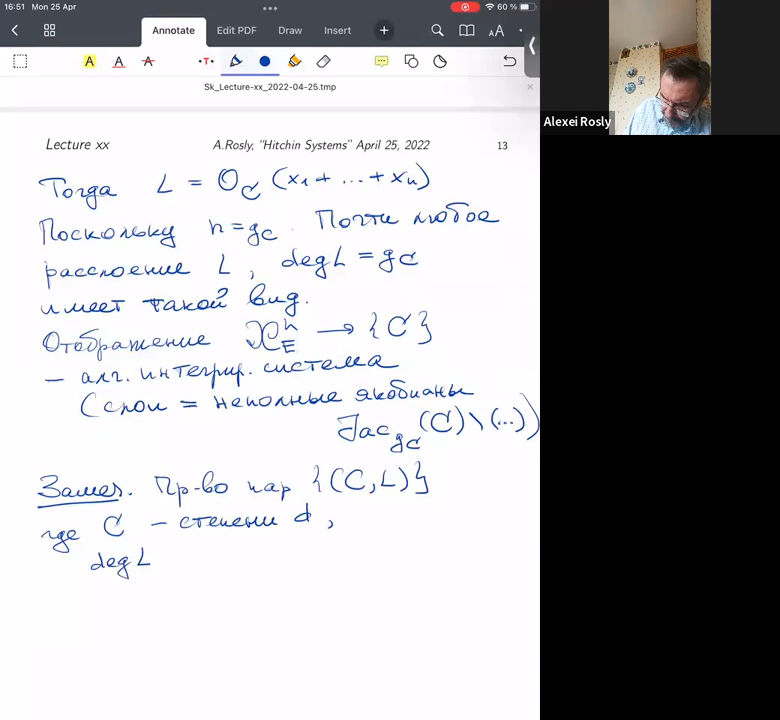 16:51 Mon 25 Apr
60 %
Annotate Edit PDF Draw Insert
Sk_Lecture-xx_2022-04-25.tmp
Alexei Rosly
Lecture xx A.Rosly, "Hitchin Systems" April 25, 2022 13
Тогда L = O_C (x₁ + ... + xₙ)
Поскольку n = g_C. Почти любое
расслоение L, deg L = g_C
имеет такой вид.
Отображение → {C}
– алг. интегрир. система
(слои = неполные якобианы
Jac_{g_C} (C) \ (...))
Замеч. Пр-во пар {(C, L)}
где C – степени d,
deg L